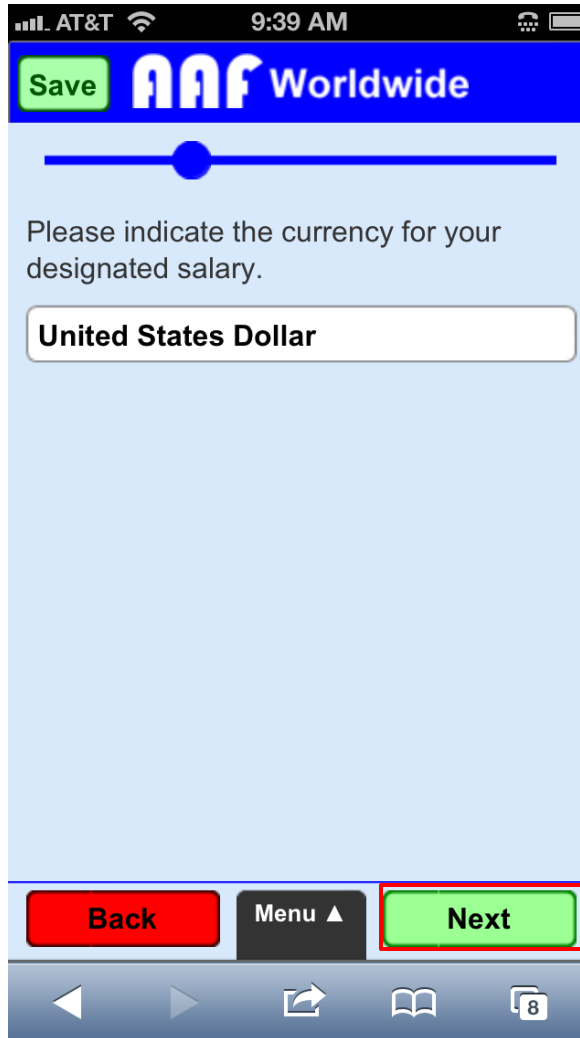 AT&T 9:39 AM
Save AAF Worldwide
Please indicate the currency for your
designated salary.
United States Dollar
Back Menu ▲ Next
8